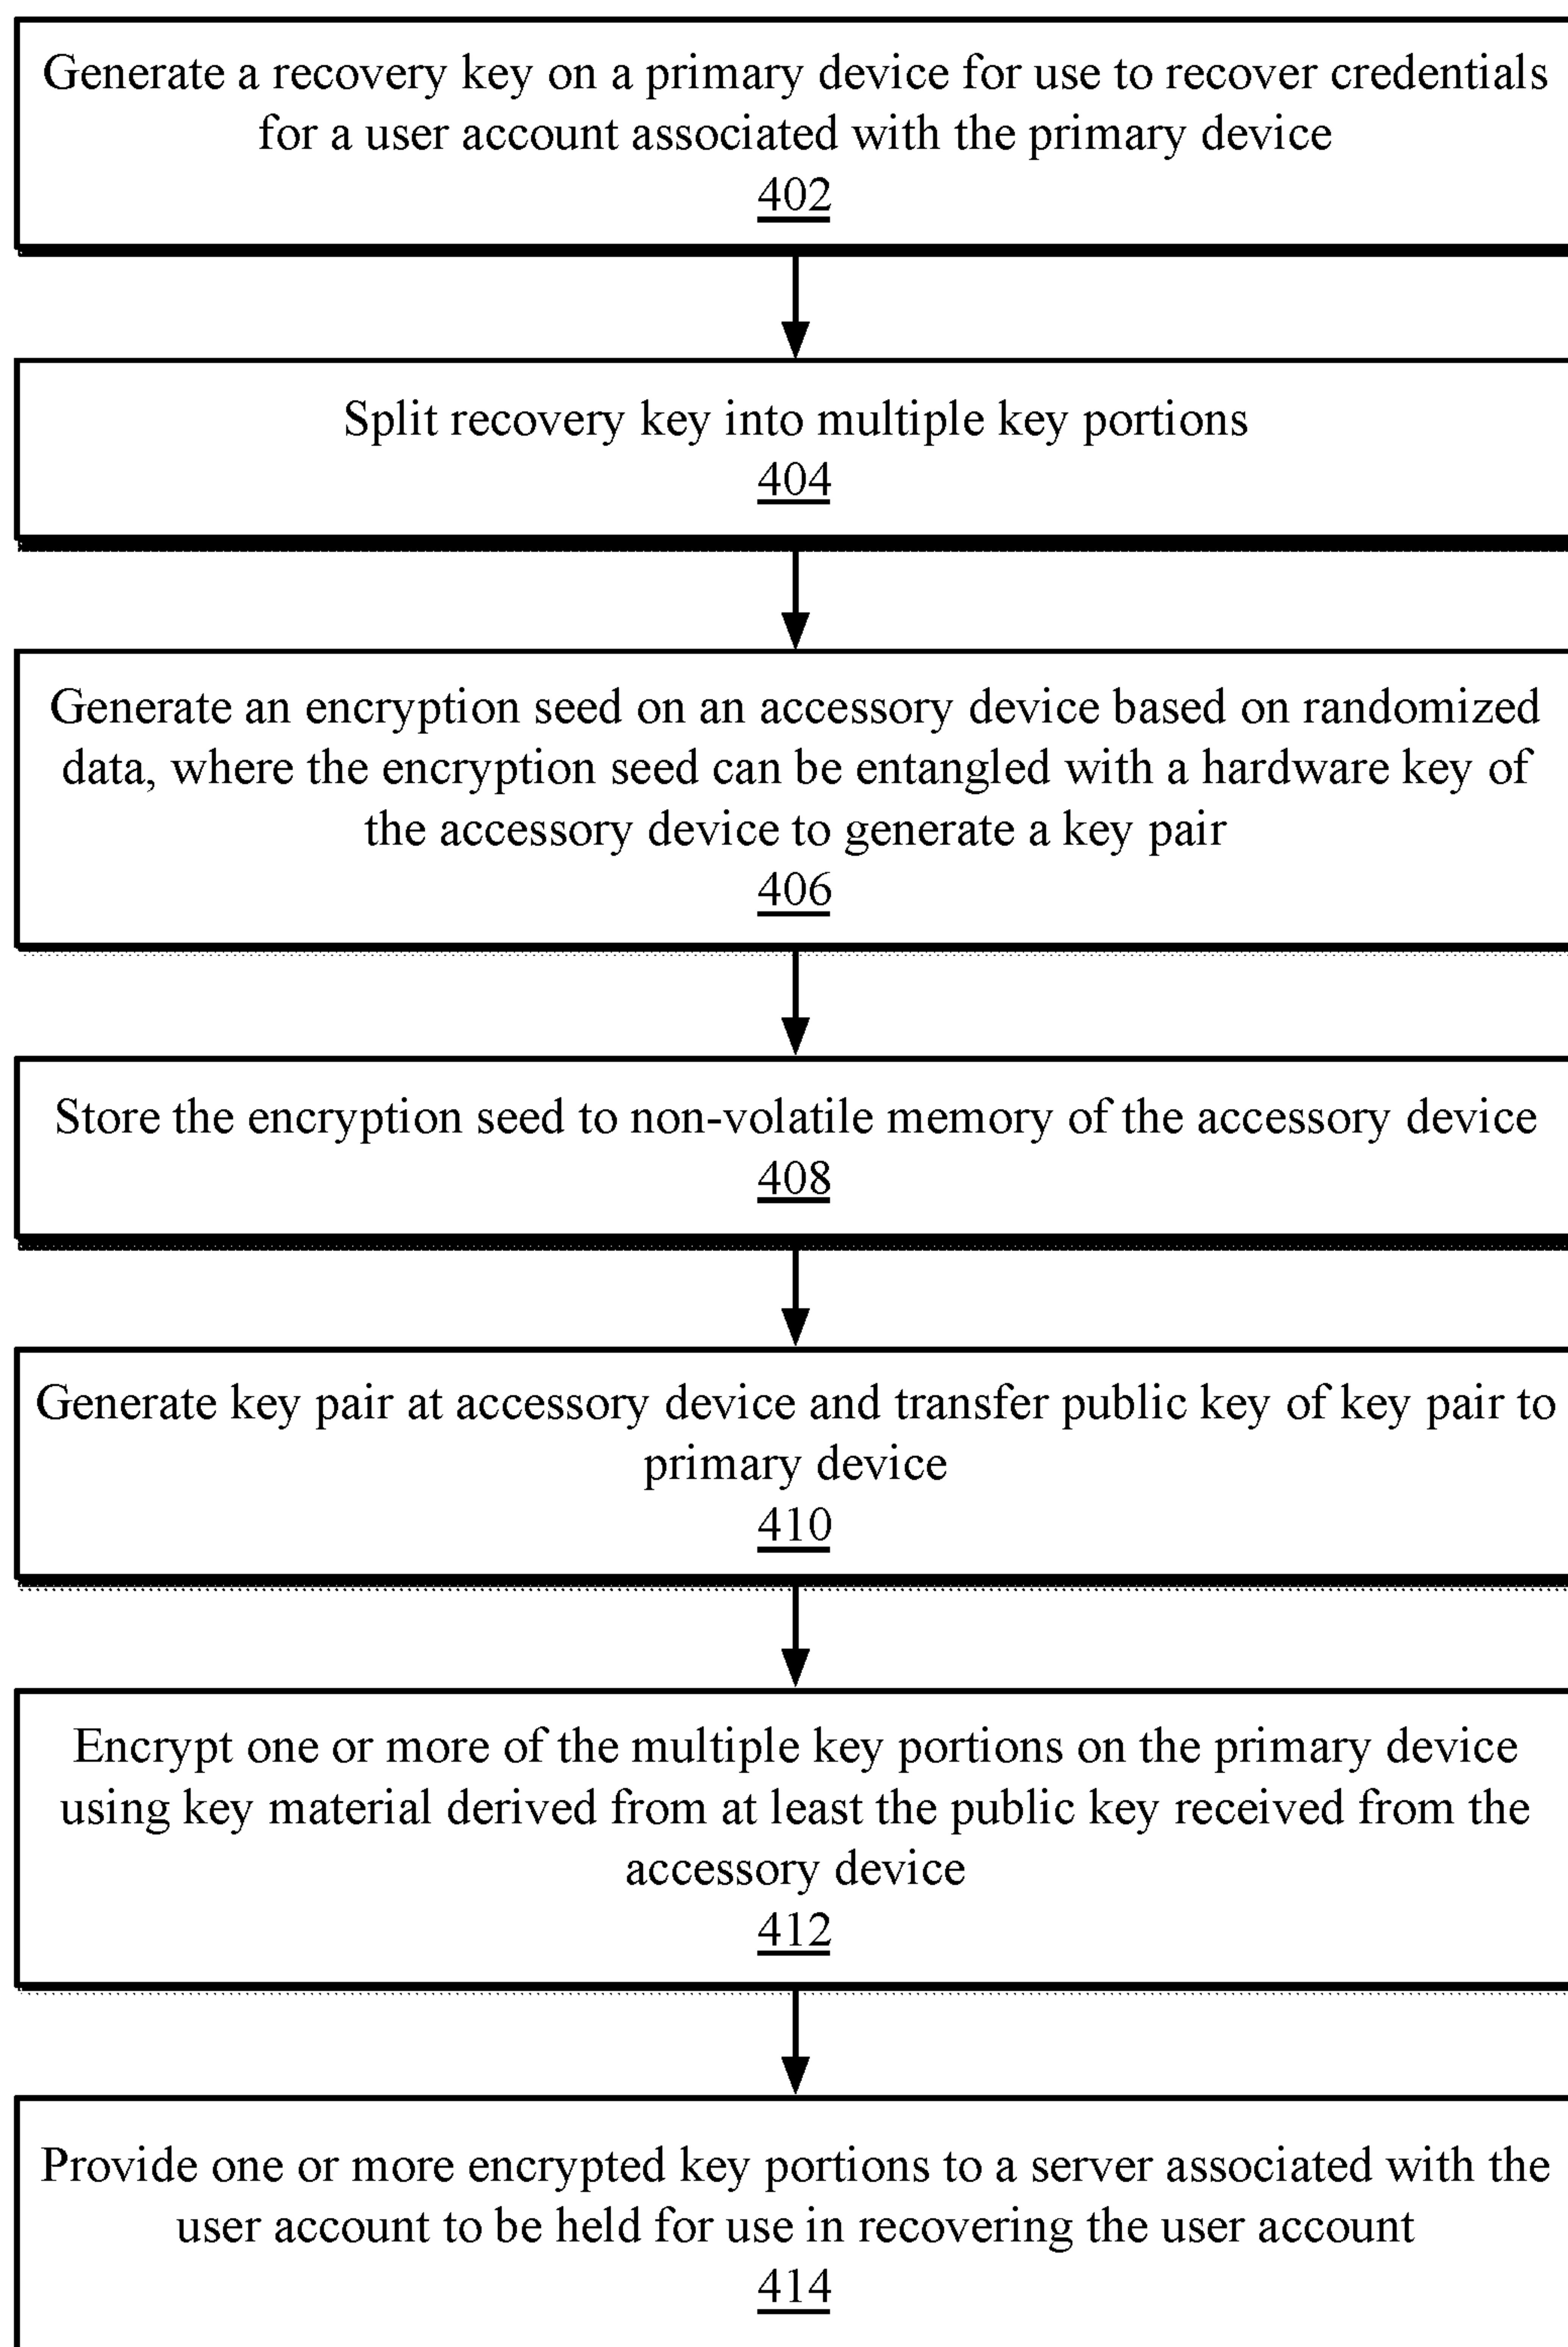 Generate a recovery key on a primary device for use to recover credentials
for a user account associated with the primary device
402
Split recovery key into multiple key portions
404
Generate an encryption seed on an accessory device based on randomized
data, where the encryption seed can be entangled with a hardware key of
the accessory device to generate a key pair
406
Store the encryption seed to non-volatile memory of the accessory device
408
Generate key pair at accessory device and transfer public key of key pair to
primary device
410
Encrypt one or more of the multiple key portions on the primary device
using key material derived from at least the public key received from the
accessory device
412
Provide one or more encrypted key portions to a server associated with the
user account to be held for use in recovering the user account
414